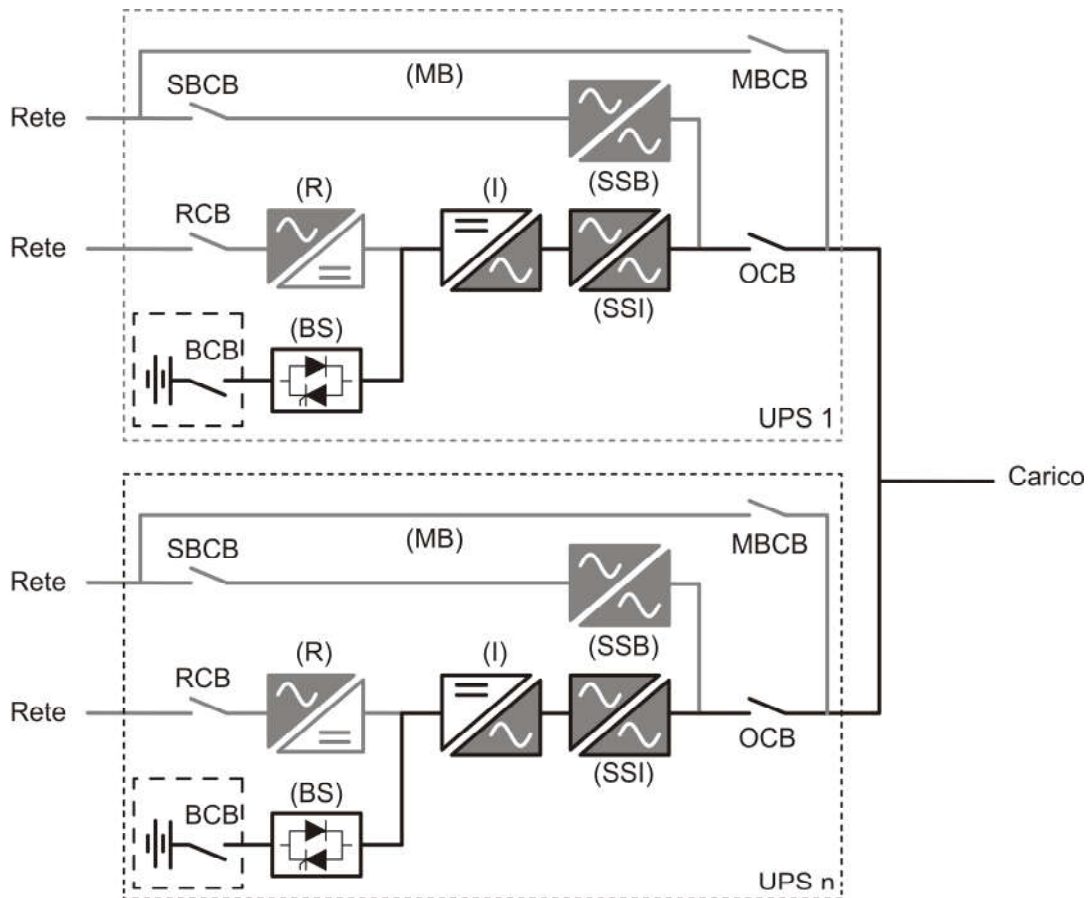 (MB)
MBCB
SBCB
Rete
(SSB)
(R)
(I)
RCB
Rete
OCB
(SSI)
(BS)
BCB
UPS 1
Carico
(MB)
MBCB
SBCB
Rete
(SSB)
(R)
(I)
RCB
Rete
OCB
(SSI)
(BS)
BCB
UPS n